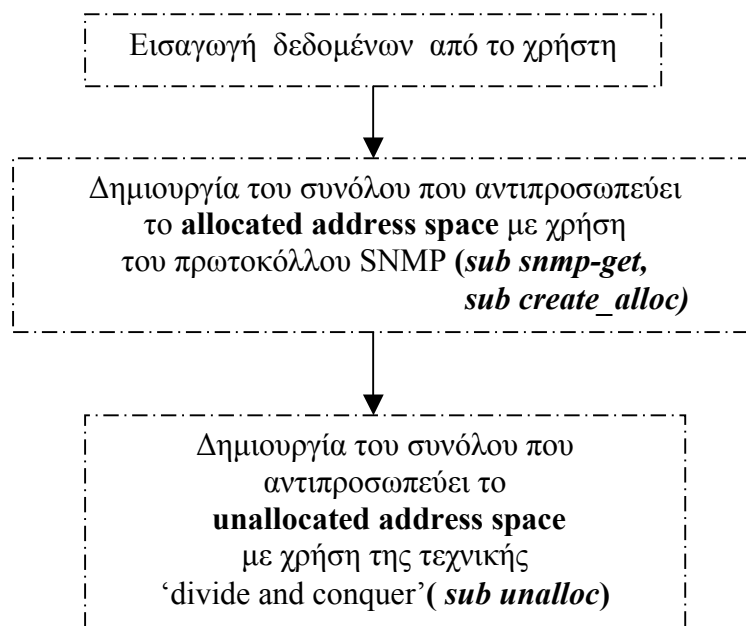 Εισαγωγή δεδομένων από το χρήστη
Δημιουργία του συνόλου που αντιπροσωπεύει
το allocated address space με χρήση
του πρωτοκόλλου SNMP (sub snmp-get,
sub create_alloc)
Δημιουργία του συνόλου που
αντιπροσωπεύει το
unallocated address space
με χρήση της τεχνικής
‘divide and conquer’( sub unalloc)